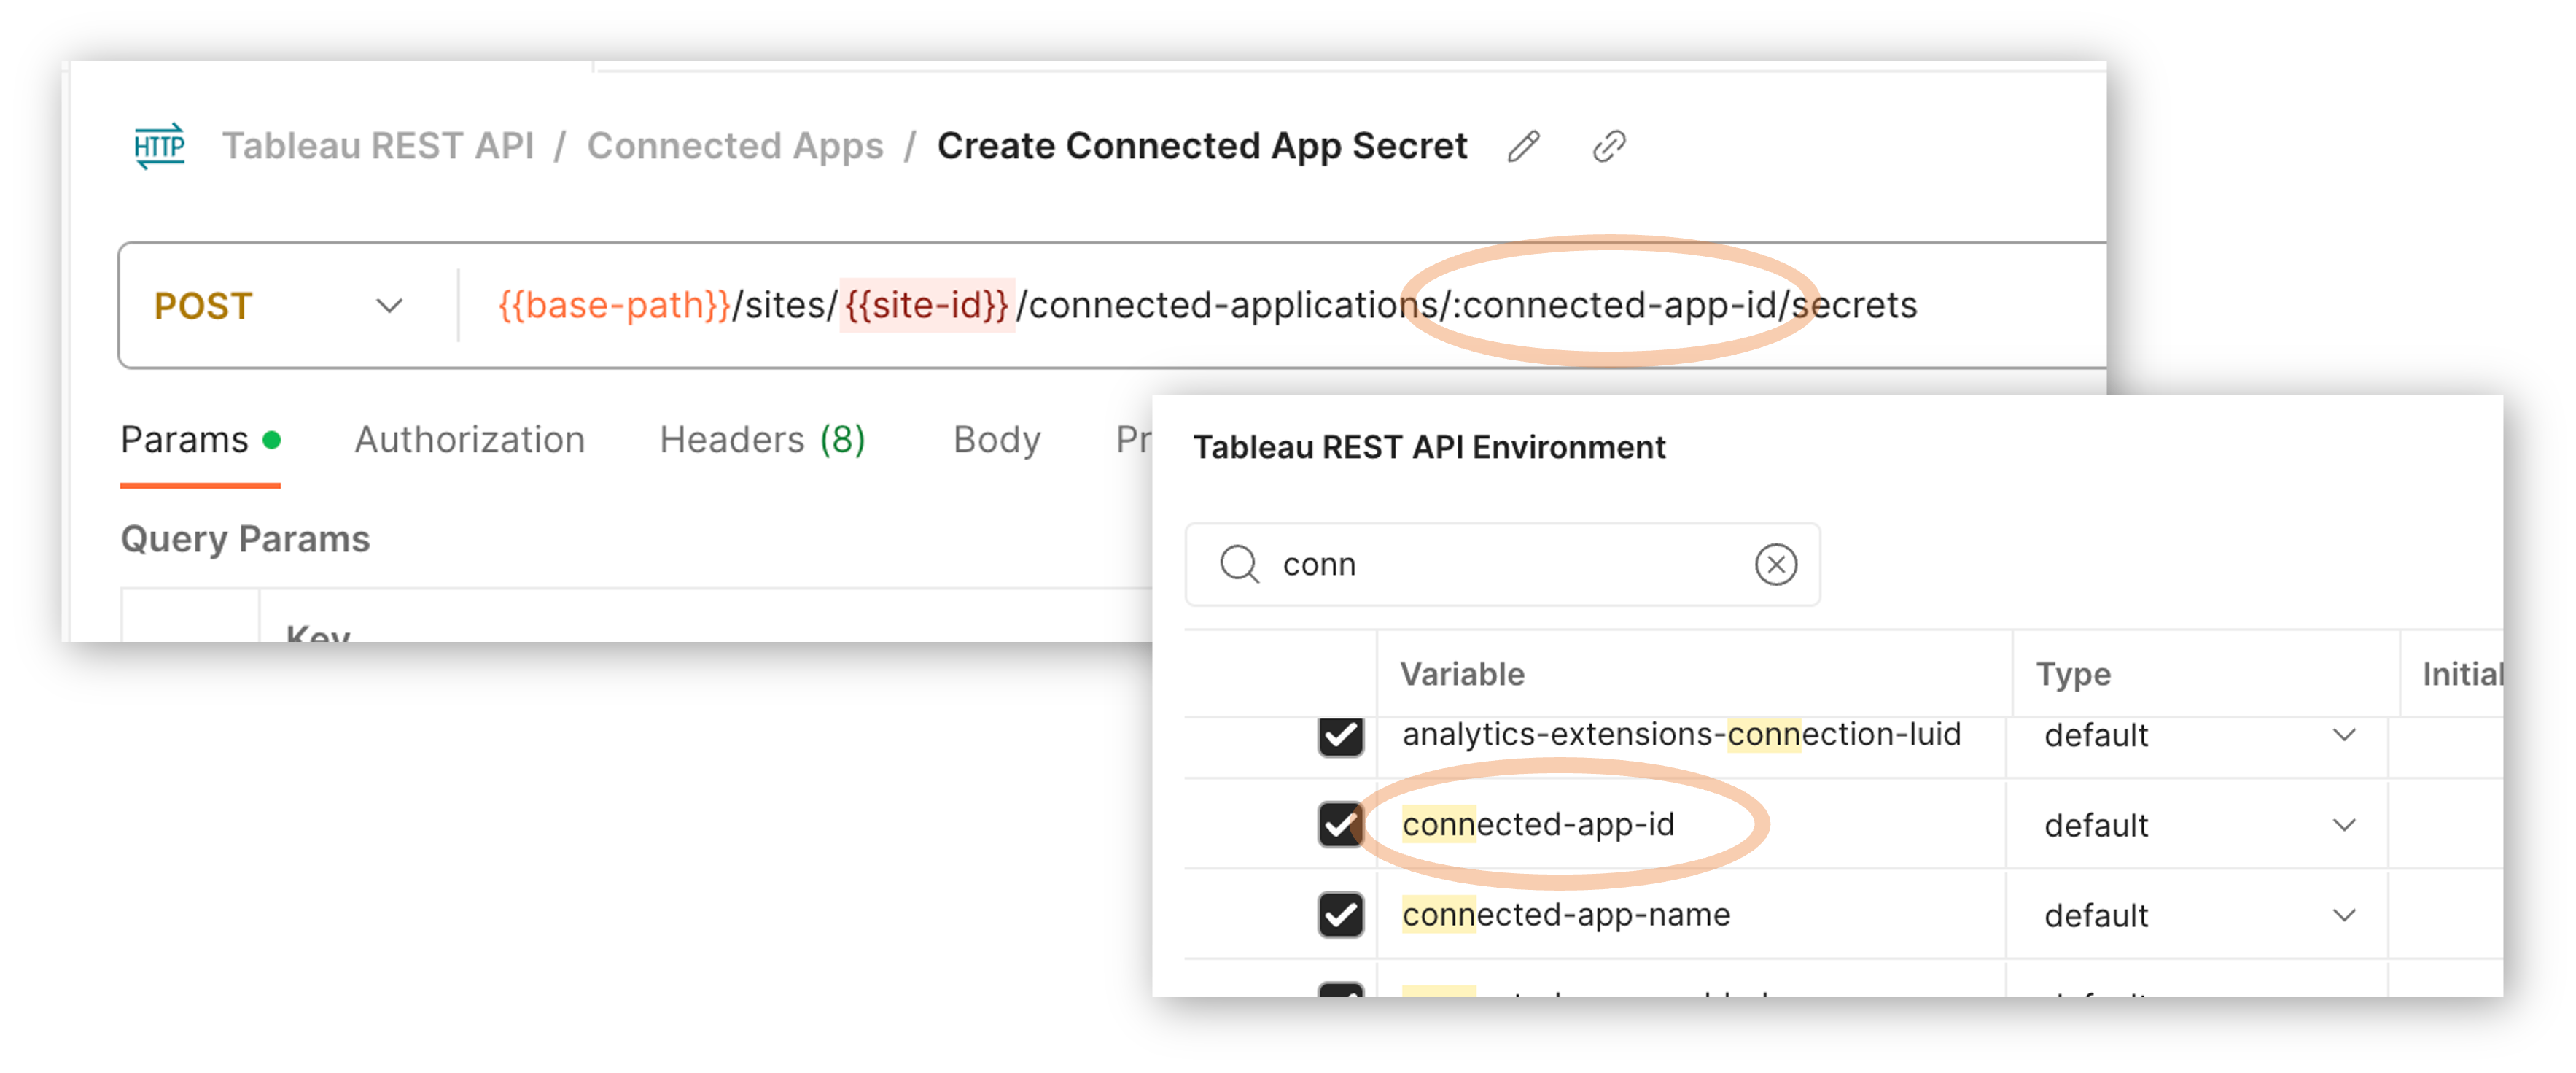 HTTP Tableau REST API / Connected Apps / Create Connected App Secret
POST {{base-path}}/sites/{{site-id}}/connected-applications/:connected-app-id/secrets
Params Authorization Headers (8) Body Pr
Query Params
Key
Tableau REST API Environment
conn
Variable Type Initial
analytics-extensions-connection-luid default
connected-app-id default
connected-app-name default
default